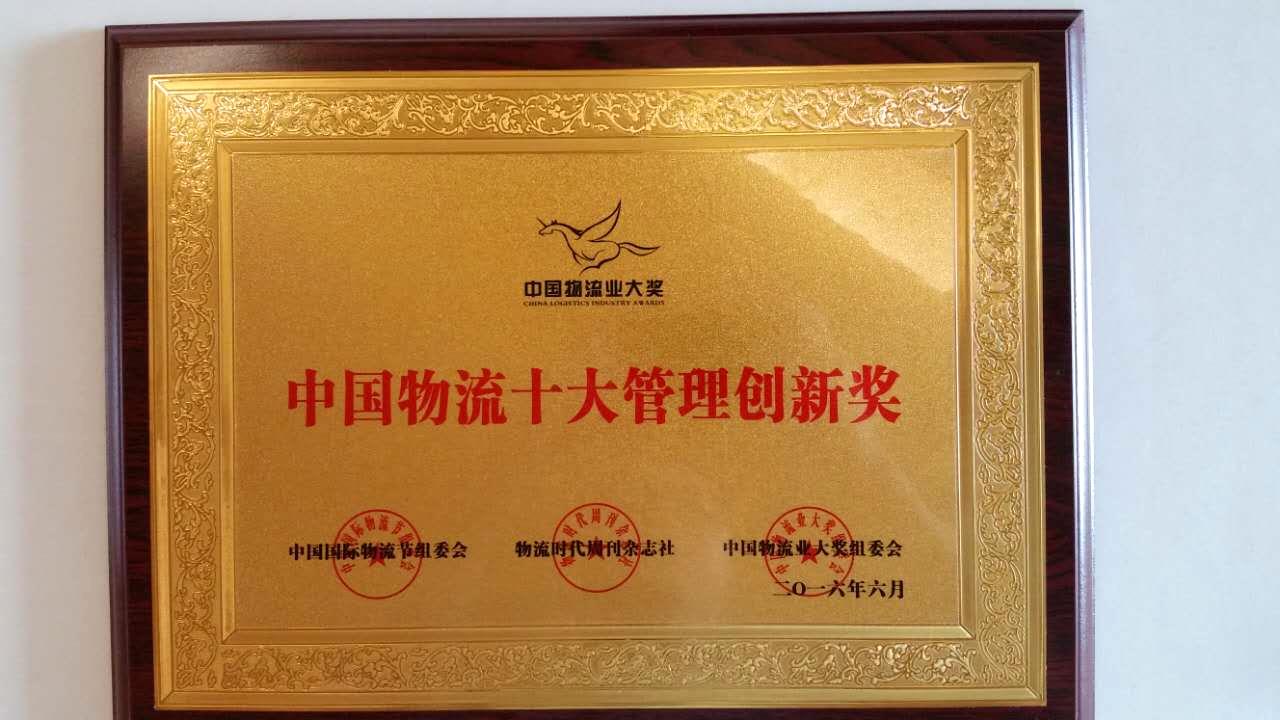 中国物流业大奖
CHINA LOGISTICS INDUSTRY AWARDS
中国物流十大管理创新奖
中国国际物流节组委会 物流时代周刊杂志社 中国物流业大奖组委会
二〇一六年六月